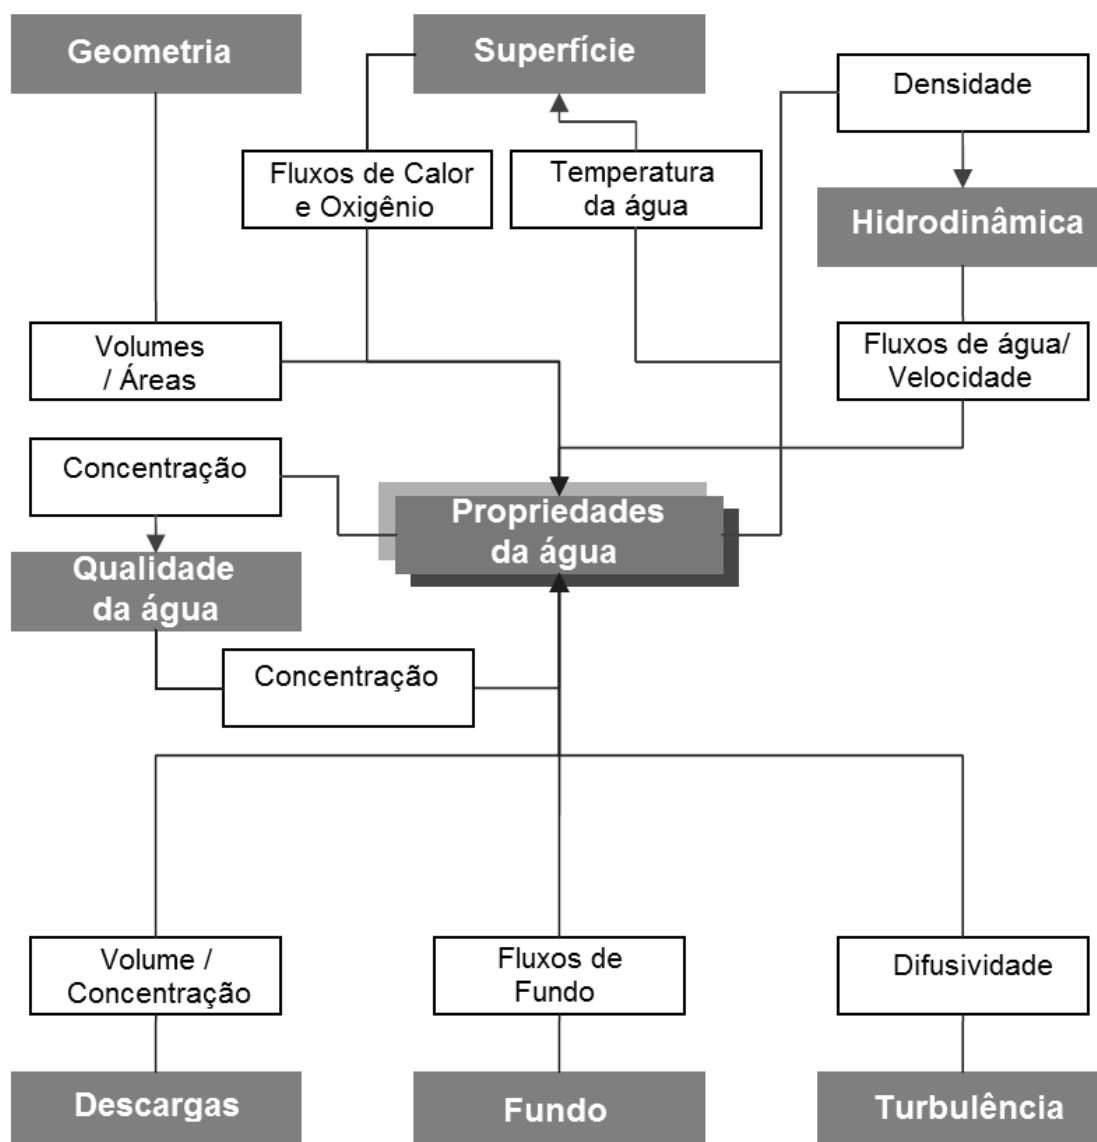 Geometria
Superfície
Densidade
Fluxos de Calor
e Oxigênio
Temperatura
da água
Hidrodinâmica
Volumes
/ Áreas
Fluxos de água/
Velocidade
Concentração
Propriedades
da água
Qualidade
da água
Concentração
Volume /
Concentração
Fluxos de
Fundo
Difusividade
Descargas
Fundo
Turbulência